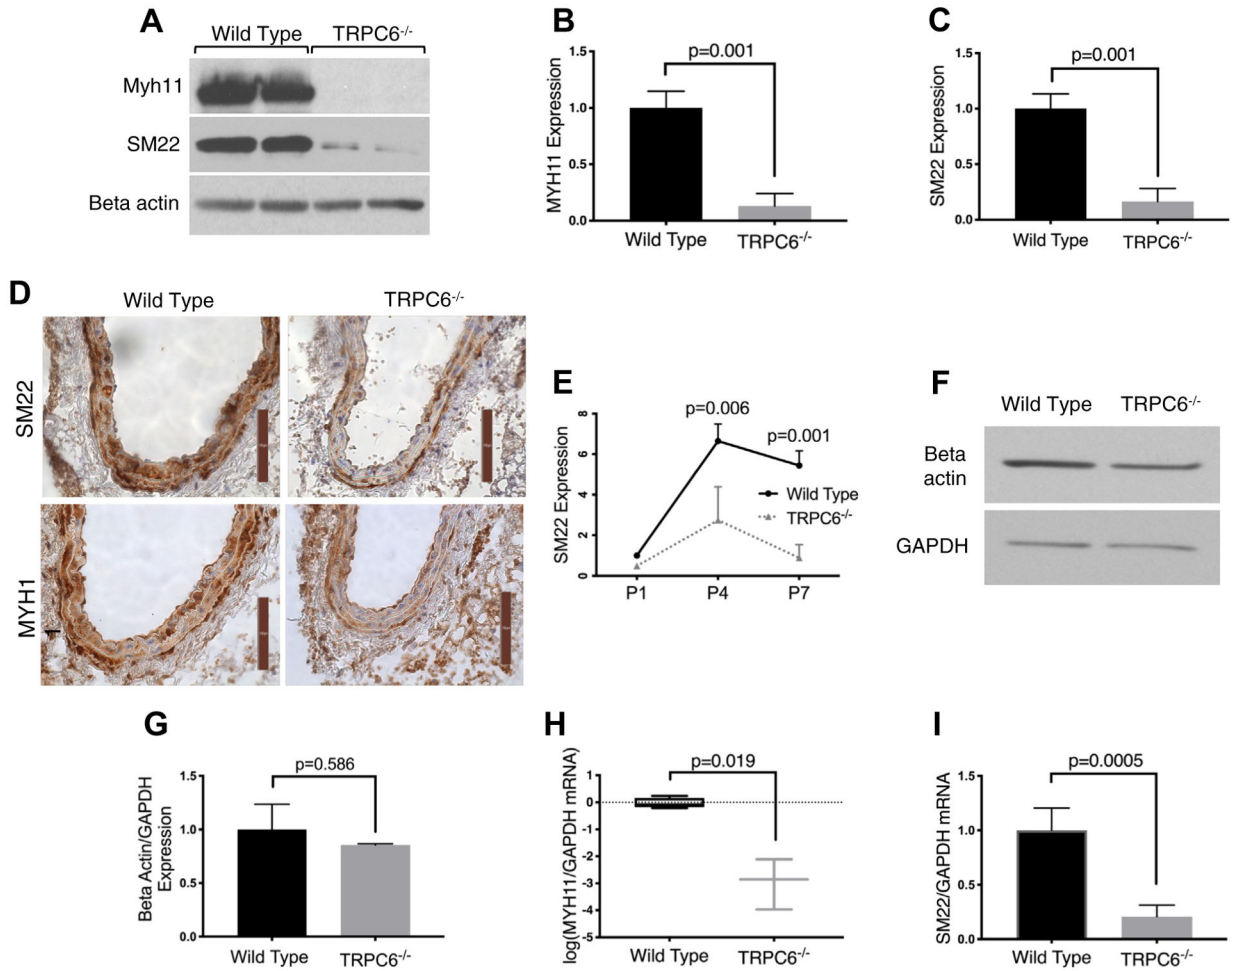 A
Wild Type TRPC6-/-
Myh11
SM22
Beta actin
B
p=0.001
MYH11 Expression
1.5
1.0
0.5
0.0
Wild Type TRPC6-/-
C
p=0.001
SM22 Expression
1.5
1.0
0.5
0.0
Wild Type TRPC6-/-
D
Wild Type TRPC6-/-
SM22
MYH1
E
p=0.006
p=0.001
SM22 Expression
8
6
4
2
0
Wild Type
TRPC6-/-
P1 P4 P7
F
Wild Type TRPC6-/-
Beta
actin
GAPDH
G
p=0.586
Beta Actin/GAPDH
Expression
1.5
1.0
0.5
0.0
Wild Type TRPC6-/-
H
p=0.019
log(MYH11/GAPDH mRNA)
1
0
-1
-2
-3
-4
-5
Wild Type TRPC6-/-
I
p=0.0005
SM22/GAPDH mRNA
1.5
1.0
0.5
0.0
Wild Type TRPC6-/-